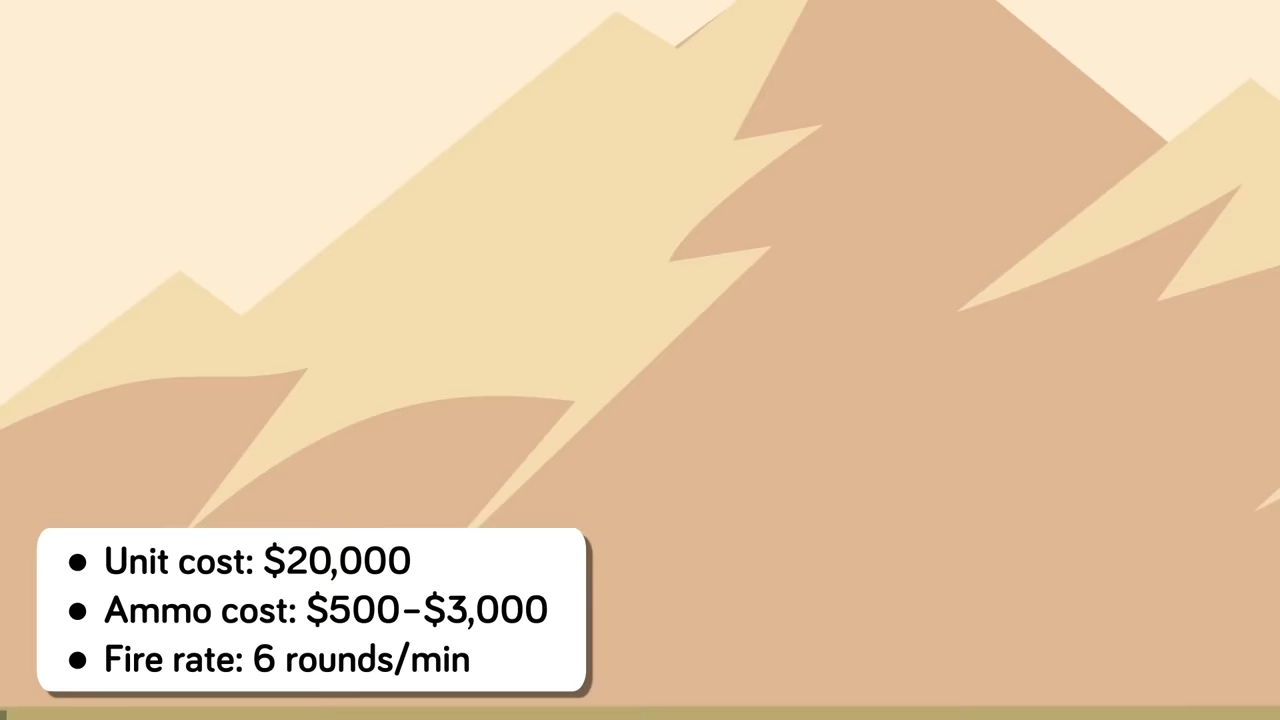 ● Unit cost: $20,000
● Ammo cost: $500–$3,000
● Fire rate: 6 rounds/min